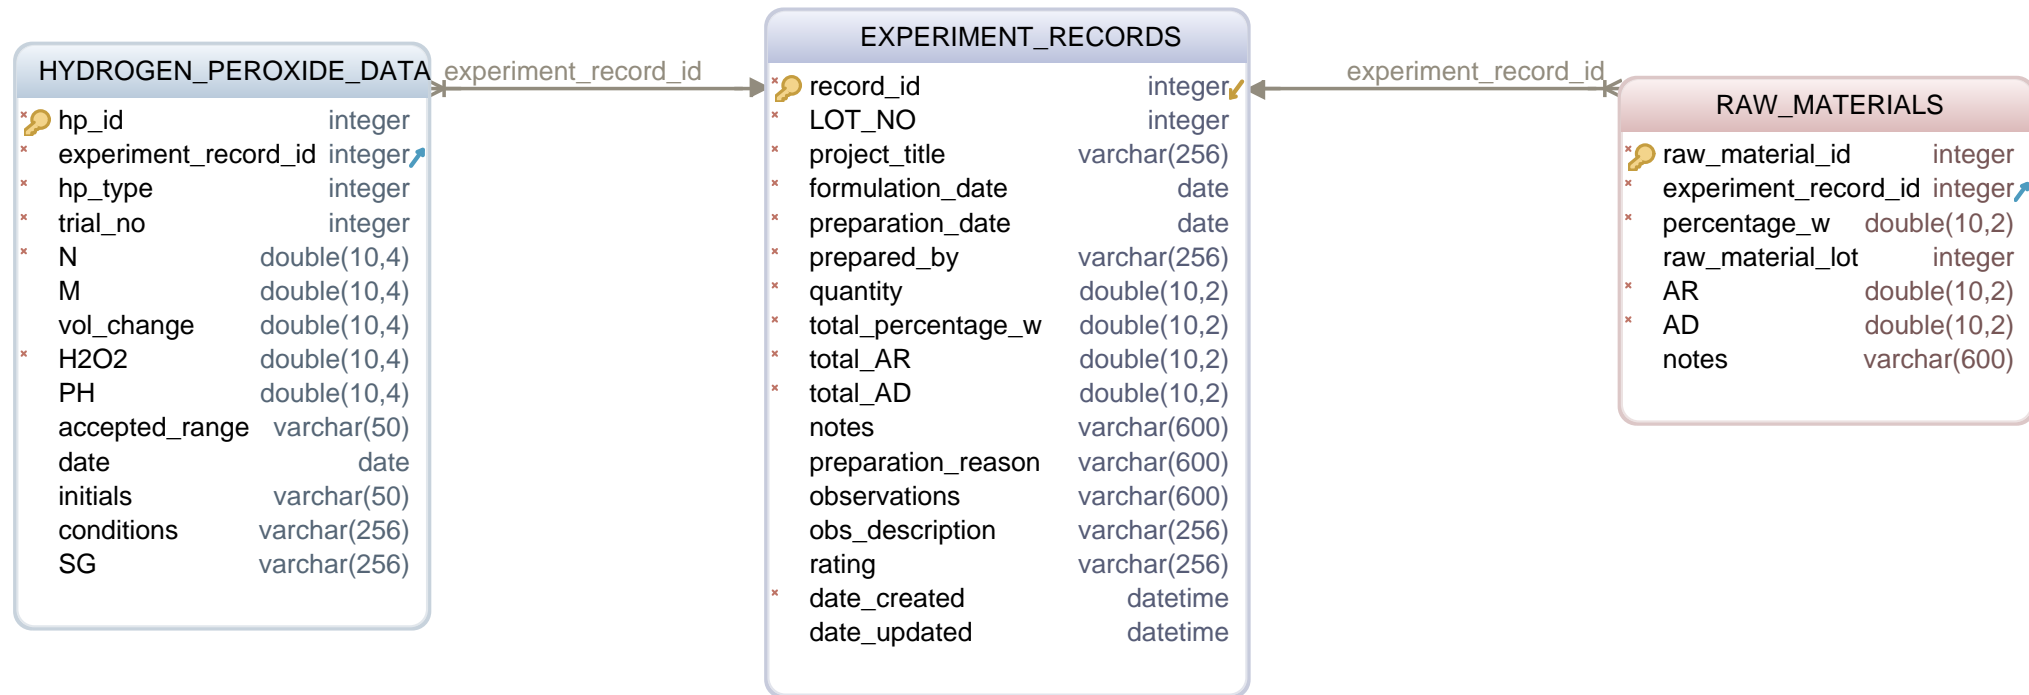 HYDROGEN_PEROXIDE_DATA
hp_id integer
experiment_record_id integer
hp_type integer
trial_no integer
N double(10,4)
M double(10,4)
vol_change double(10,4)
H2O2 double(10,4)
PH double(10,4)
accepted_range varchar(50)
date date
initials varchar(50)
conditions varchar(256)
SG varchar(256)
experiment_record_id
EXPERIMENT_RECORDS
record_id integer
LOT_NO integer
project_title varchar(256)
formulation_date date
preparation_date date
prepared_by varchar(256)
quantity double(10,2)
total_percentage_w double(10,2)
total_AR double(10,2)
total_AD double(10,2)
notes varchar(600)
preparation_reason varchar(600)
observations varchar(600)
obs_description varchar(256)
rating varchar(256)
date_created datetime
date_updated datetime
experiment_record_id
RAW_MATERIALS
raw_material_id integer
experiment_record_id integer
percentage_w double(10,2)
raw_material_lot integer
AR double(10,2)
AD double(10,2)
notes varchar(600)